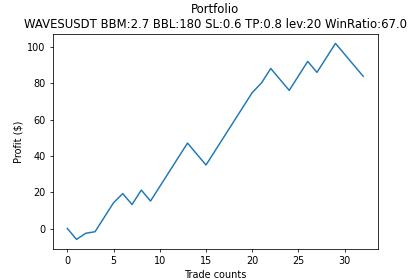 Portfolio
WAVESUSDT BBM:2.7 BBL:180 SL:0.6 TP:0.8 lev:20 WinRatio:67.0
100
80
60
40
20
0
Profit ($)
0 5 10 15 20 25 30
Trade counts